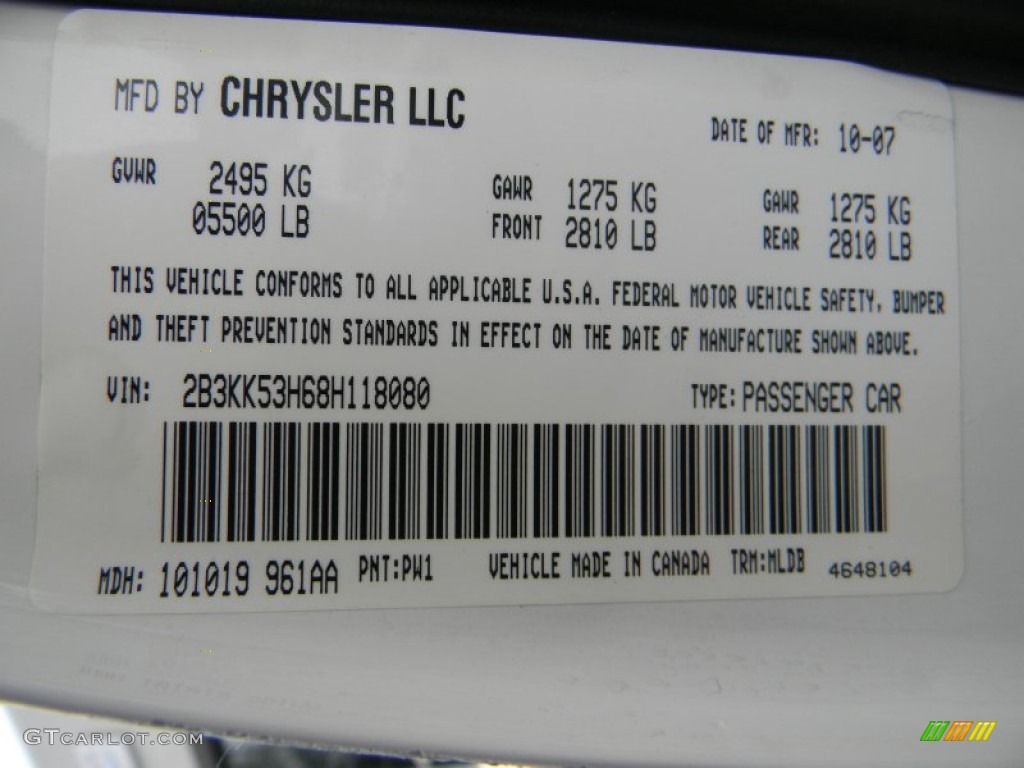 MFD BY CHRYSLER LLC
DATE OF MFR: 10-07
GVWR 2495 KG
05500 LB
GAWR 1275 KG
FRONT 2810 LB
GAWR 1275 KG
REAR 2810 LB
THIS VEHICLE CONFORMS TO ALL APPLICABLE U.S.A. FEDERAL MOTOR VEHICLE SAFETY, BUMPER
AND THEFT PREVENTION STANDARDS IN EFFECT ON THE DATE OF MANUFACTURE SHOWN ABOVE.
VIN: 2B3KK53H68H118080
TYPE: PASSENGER CAR
MDH: 101019 961AA PNT:PW1 VEHICLE MADE IN CANADA TRM:MLDB 4648104
GTCARLOT.COM